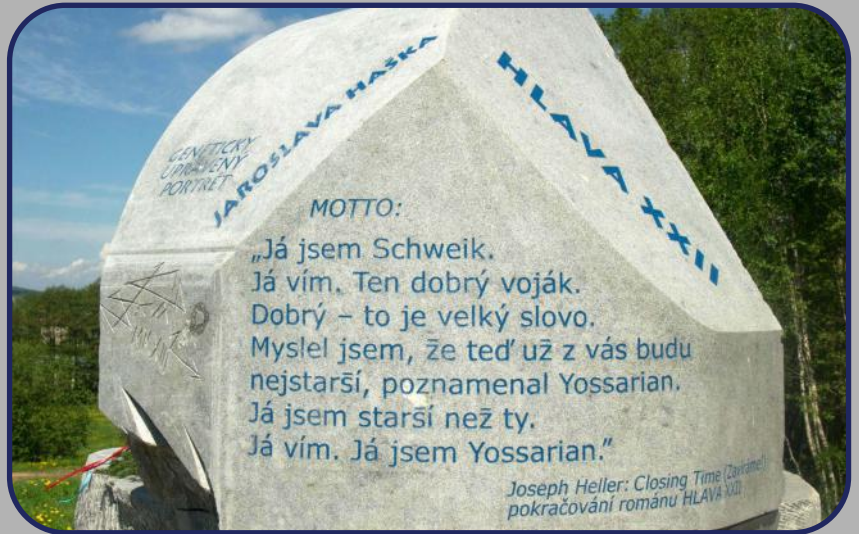 GENETICKY
UPRAVENÝ
PORTRÉT
JAROSLAVA HAŠKA
HLAVA XXII
MOTTO:
„Já jsem Schweik.
Já vím. Ten dobrý voják.
Dobrý – to je velký slovo.
Myslel jsem, že teď už z vás budu
nejstarší, poznamenal Yossarian.
Já jsem starší než ty.
Já vím. Já jsem Yossarian.”
Joseph Heller: Closing Time (Zavíráme!)
pokračování románu HLAVA XXII